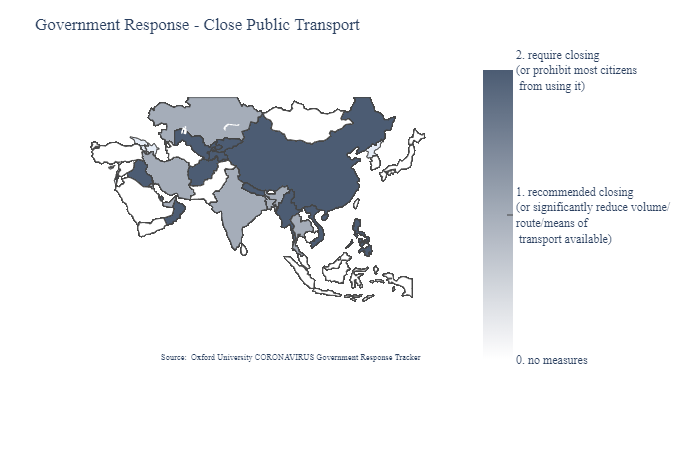 Government Response - Close Public Transport
2. require closing
(or prohibit most citizens
from using it)
1. recommended closing
(or significantly reduce volume/
route/means of
transport available)
0. no measures
Source: Oxford University CORONAVIRUS Government Response Tracker